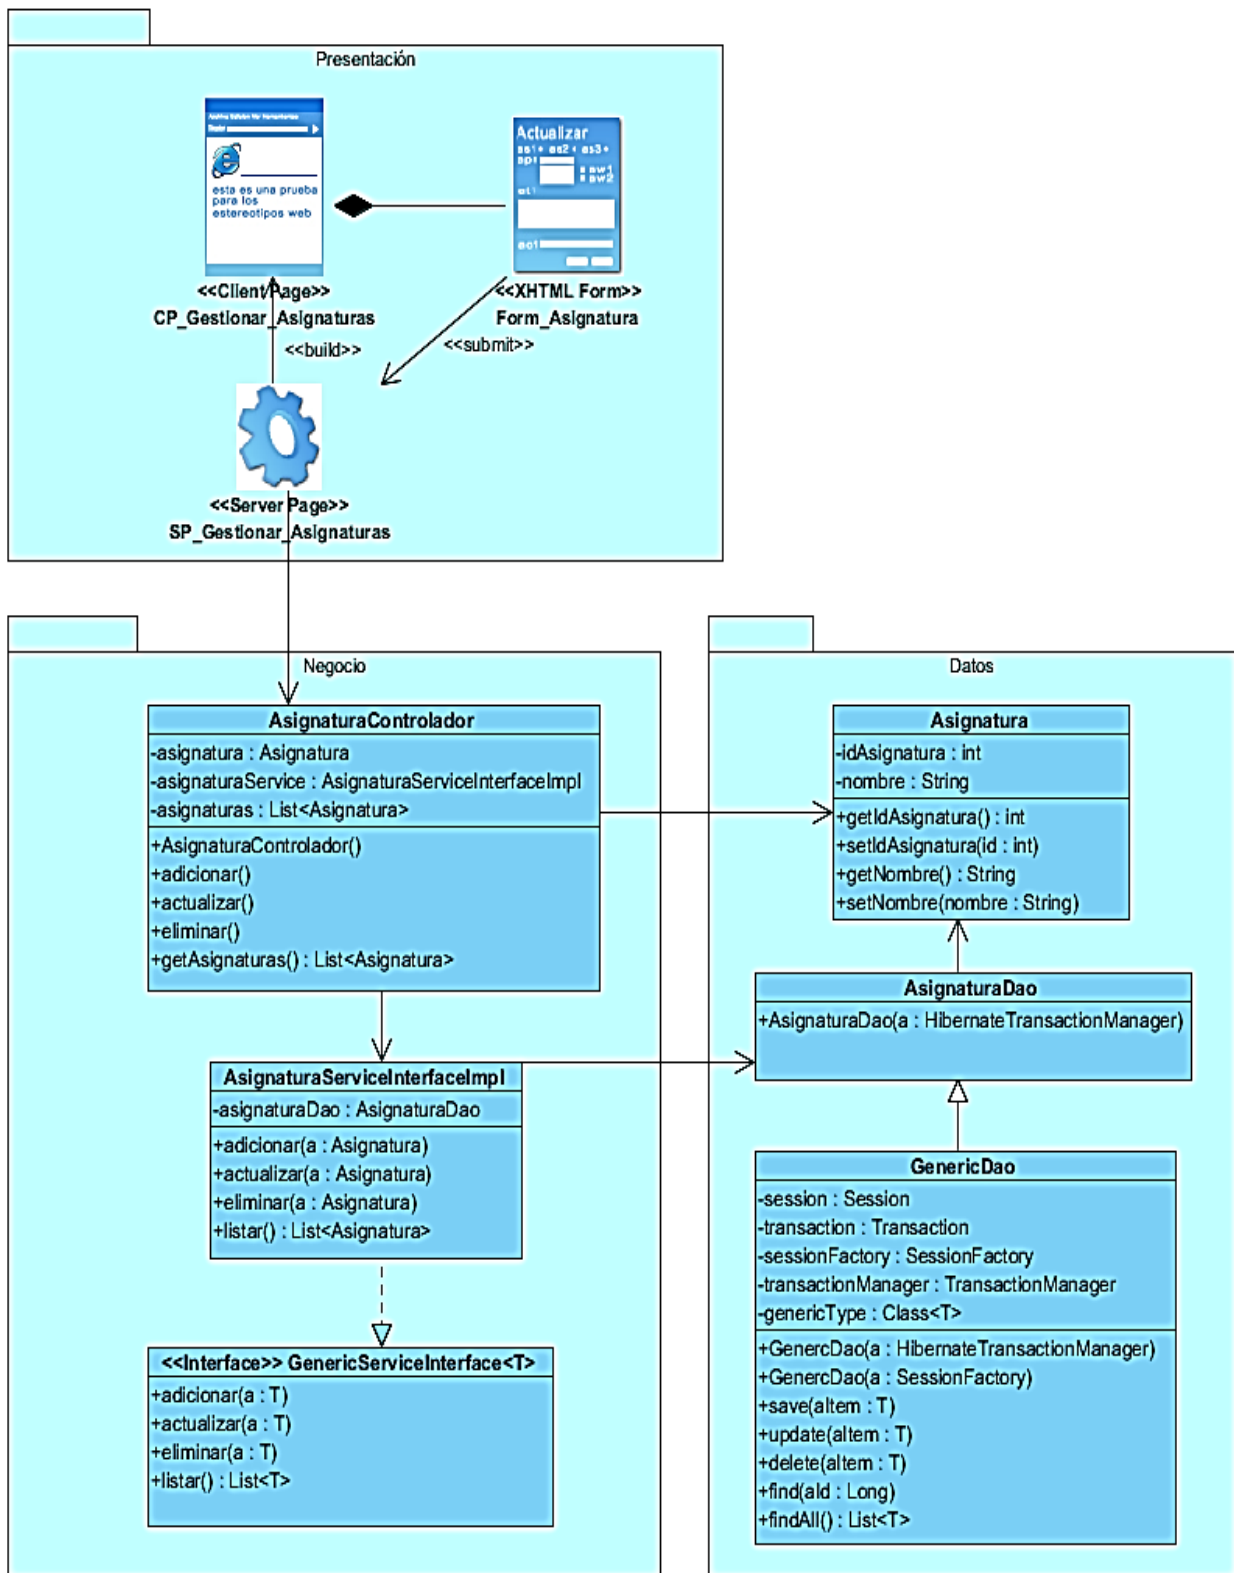 Presentación
esta es una prueba
para los
estereotipos web
Actualizar
<<Client Page>>
CP_Gestionar_Asignaturas
<<XHTML Form>>
Form_Asignatura
<<build>>
<<submit>>
<<Server Page>>
SP_Gestionar_Asignaturas
Negocio
AsignaturaControlador
-asignatura : Asignatura
-asignaturaService : AsignaturaServiceInterfaceImpl
-asignaturas : List<Asignatura>
+AsignaturaControlador()
+adicionar()
+actualizar()
+eliminar()
+getAsignaturas() : List<Asignatura>
AsignaturaServiceInterfaceImpl
-asignaturaDao : AsignaturaDao
+adicionar(a : Asignatura)
+actualizar(a : Asignatura)
+eliminar(a : Asignatura)
+listar() : List<Asignatura>
<<Interface>> GenericServiceInterface<T>
+adicionar(a : T)
+actualizar(a : T)
+eliminar(a : T)
+listar() : List<T>
Datos
Asignatura
-idAsignatura : int
-nombre : String
+getIdAsignatura() : int
+setIdAsignatura(id : int)
+getNombre() : String
+setNombre(nombre : String)
AsignaturaDao
+AsignaturaDao(a : HibernateTransactionManager)
GenericDao
-session : Session
-transaction : Transaction
-sessionFactory : SessionFactory
-transactionManager : TransactionManager
-genericType : Class<T>
+GenercDao(a : HibernateTransactionManager)
+GenercDao(a : SessionFactory)
+save(aItem : T)
+update(aItem : T)
+delete(aItem : T)
+find(aId : Long)
+findAll() : List<T>